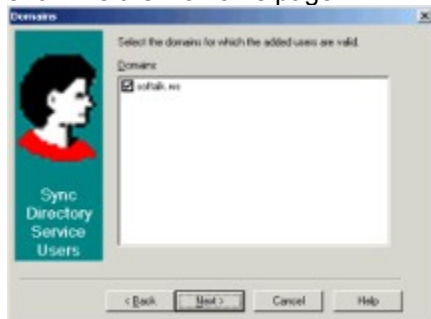 Domains
Select the domains for which the added users are valid.
Domains
softalk.ws
Sync
Directory
Service
Users
< Back
Next >
Cancel
Help